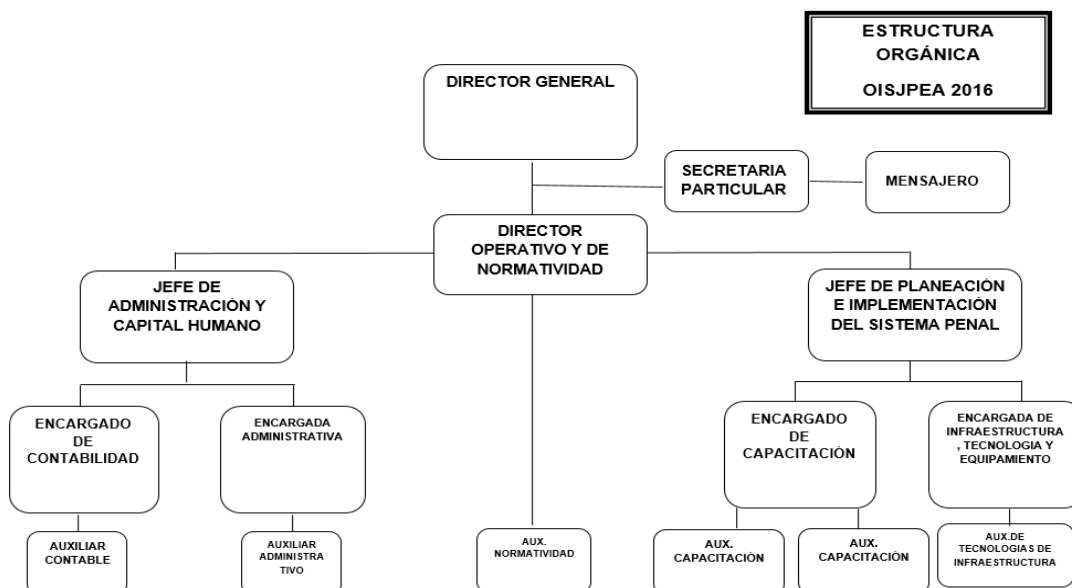 ESTRUCTURA
ORGÁNICA
OISJPEA 2016
DIRECTOR GENERAL
SECRETARIA
PARTICULAR
MENSAJERO
DIRECTOR
OPERATIVO Y DE
NORMATIVIDAD
JEFE DE
ADMINISTRACIÓN Y
CAPITAL HUMANO
JEFE DE PLANEACIÓN
E IMPLEMENTACIÓN
DEL SISTEMA PENAL
ENCARGADO
DE
CONTABILIDAD
ENCARGADA
ADMINISTRATIVA
ENCARGADO
DE
CAPACITACIÓN
ENCARGADA DE
INFRAESTRUCTURA
, TECNOLOGIA Y
EQUIPAMIENTO
AUXILIAR
CONTABLE
AUXILIAR
ADMINISTRA
TIVO
AUX.
NORMATIVIDAD
AUX.
CAPACITACIÓN
AUX.
CAPACITACIÓN
AUX.DE
TECNOLOGIAS DE
INFRAESTRUCTURA